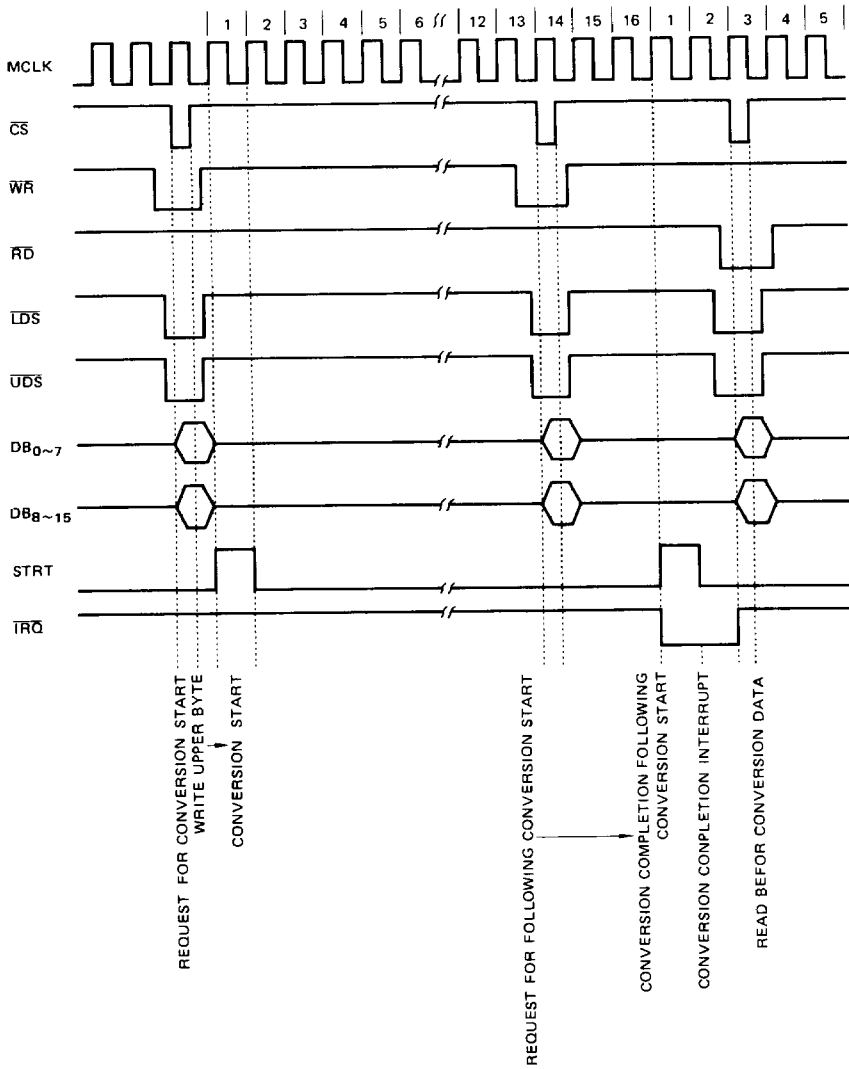 1 2 3 4 5 6 12 13 14 15 16 1 2 3 4 5
MCLK
CS
WR
RD
LDS
UDS
DB0~7
DB8~15
STRT
IRQ
REQUEST FOR CONVERSION START
WRITE UPPER BYTE
CONVERSION START
REQUEST FOR FOLLOWING CONVERSION START
CONVERSION COMPLETION FOLLOWING
CONVERSION START
CONVERSION CONPLETION INTERRUPT
READ BEFOR CONVERSION DATA